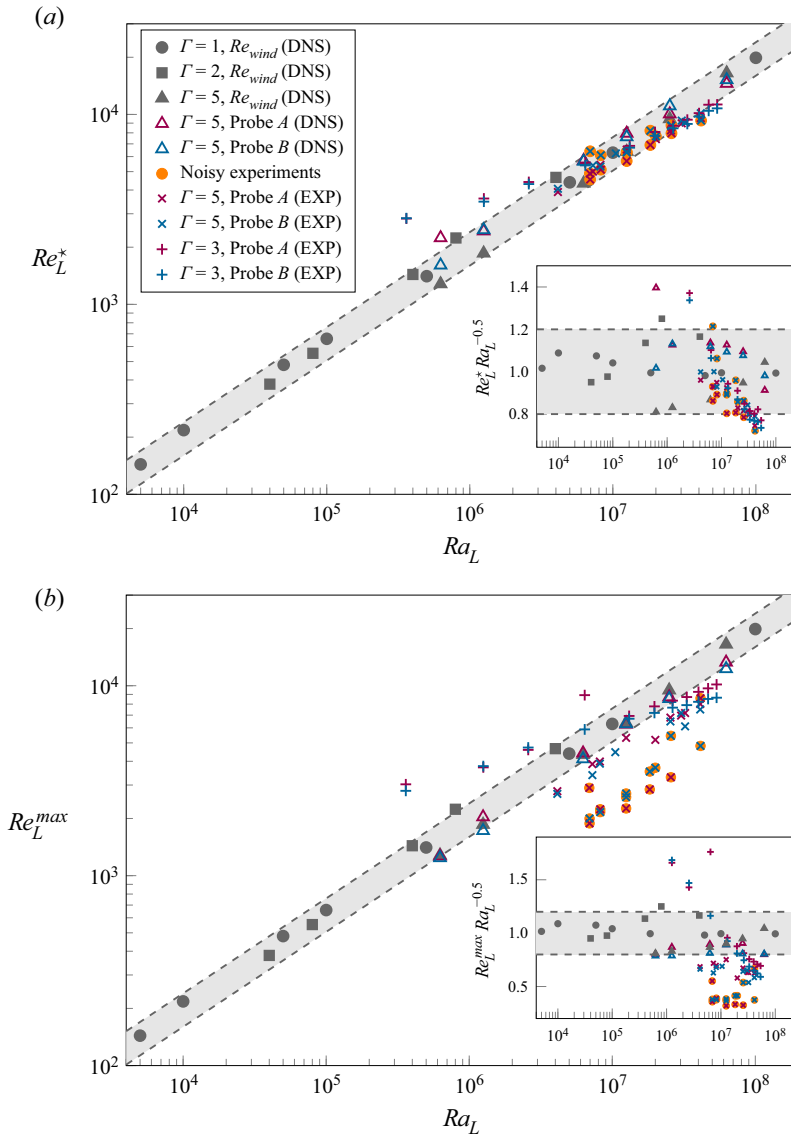 (a)
Γ = 1, Re_wind (DNS)
Γ = 2, Re_wind (DNS)
Γ = 5, Re_wind (DNS)
Γ = 5, Probe A (DNS)
Γ = 5, Probe B (DNS)
Noisy experiments
Γ = 5, Probe A (EXP)
Γ = 5, Probe B (EXP)
Γ = 3, Probe A (EXP)
Γ = 3, Probe B (EXP)
10^4
10^3
10^2
Re_L^⋆
10^4 10^5 10^6 10^7 10^8
Ra_L
1.4
1.2
1.0
0.8
Re_L^⋆ Ra_L^−0.5
10^4 10^5 10^6 10^7 10^8
(b)
10^4
10^3
10^2
Re_L^max
10^4 10^5 10^6 10^7 10^8
Ra_L
1.5
1.0
0.5
Re_L^max Ra_L^−0.5
10^4 10^5 10^6 10^7 10^8